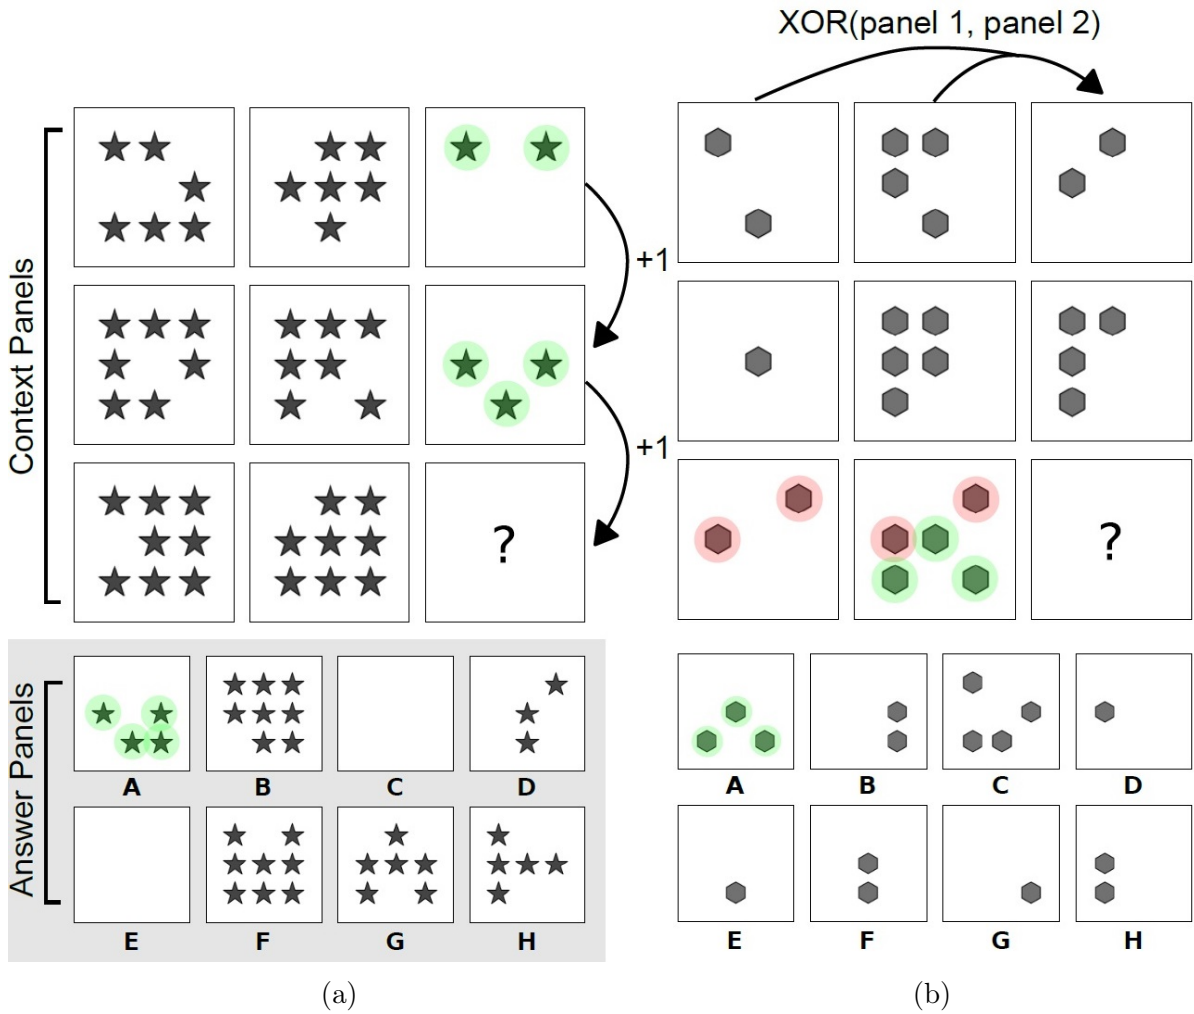 XOR(panel 1, panel 2)
Context Panels
+1
+1
?
?
Answer Panels
A
B
C
D
E
F
G
H
A
B
C
D
E
F
G
H
(a)
(b)